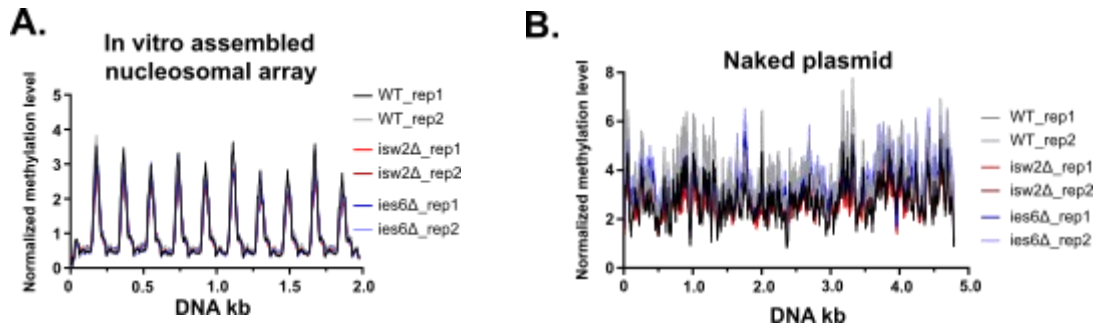 A.
In vitro assembled
nucleosomal array
Normalized methylation level
5
4
3
2
1
0
0
0.5
1.0
1.5
2.0
DNA kb
WT_rep1
WT_rep2
isw2Δ_rep1
isw2Δ_rep2
ies6Δ_rep1
ies6Δ_rep2
B.
Naked plasmid
Normalized methylation level
8
6
4
2
0
0
1.0
2.0
3.0
4.0
5.0
DNA kb
WT_rep1
WT_rep2
isw2Δ_rep1
isw2Δ_rep2
ies6Δ_rep1
ies6Δ_rep2